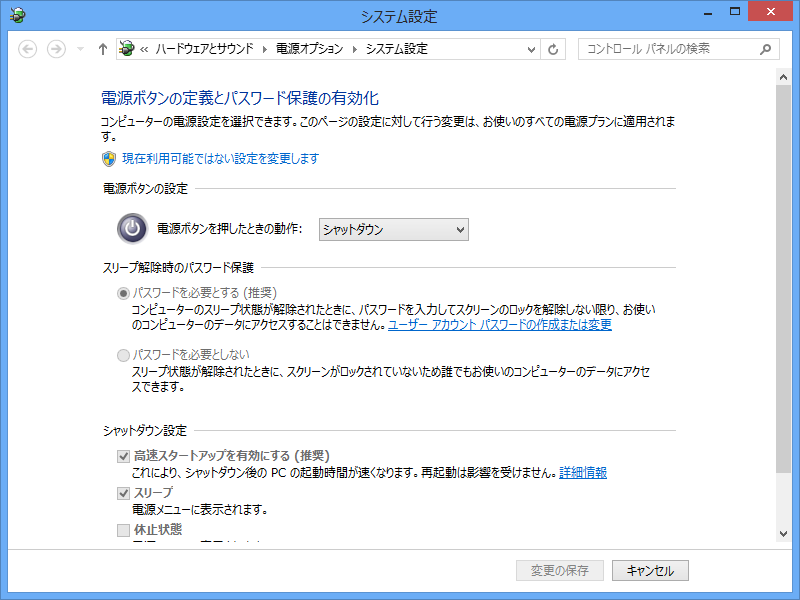 システム設定
« ハードウェアとサウンド ▸ 電源オプション ▸ システム設定
コントロール パネルの検索
電源ボタンの定義とパスワード保護の有効化
コンピューターの電源設定を選択できます。このページの設定に対して行う変更は、お使いのすべての電源プランに適用されま
す。
現在利用可能ではない設定を変更します
電源ボタンの設定
電源ボタンを押したときの動作:
シャットダウン
スリープ解除時のパスワード保護
パスワードを必要とする (推奨)
コンピューターのスリープ状態が解除されたときに、パスワードを入力してスクリーンのロックを解除しない限り、お使い
のコンピューターのデータにアクセスすることはできません。ユーザー アカウント パスワードの作成または変更
パスワードを必要としない
スリープ状態が解除されたときに、スクリーンがロックされていないため誰でもお使いのコンピューターのデータにアクセ
スできます。
シャットダウン設定
高速スタートアップを有効にする (推奨)
これにより、シャットダウン後の PC の起動時間が速くなります。再起動は影響を受けません。詳細情報
スリープ
電源メニューに表示されます。
休止状態
変更の保存
キャンセル